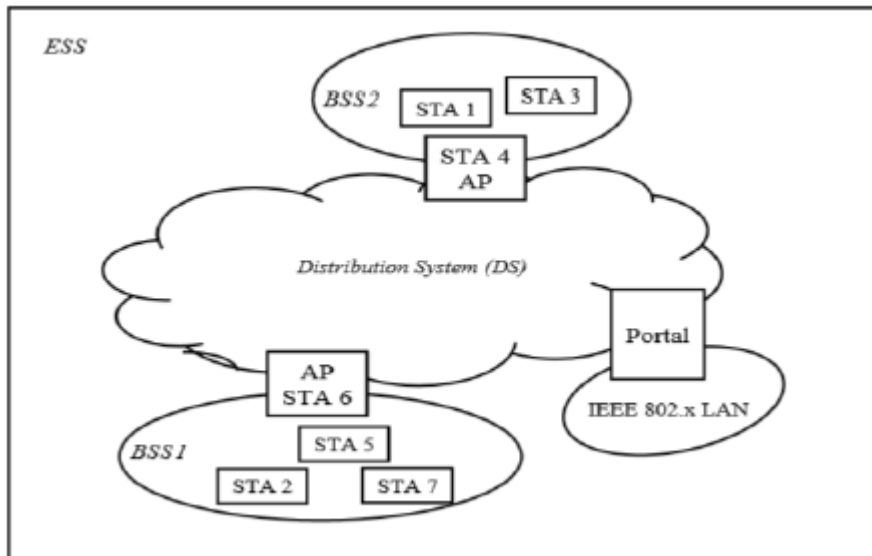 ESS
BSS2
STA 1
STA 3
STA 4
AP
Distribution System (DS)
Portal
IEEE 802.x LAN
AP
STA 6
BSS1
STA 5
STA 2
STA 7